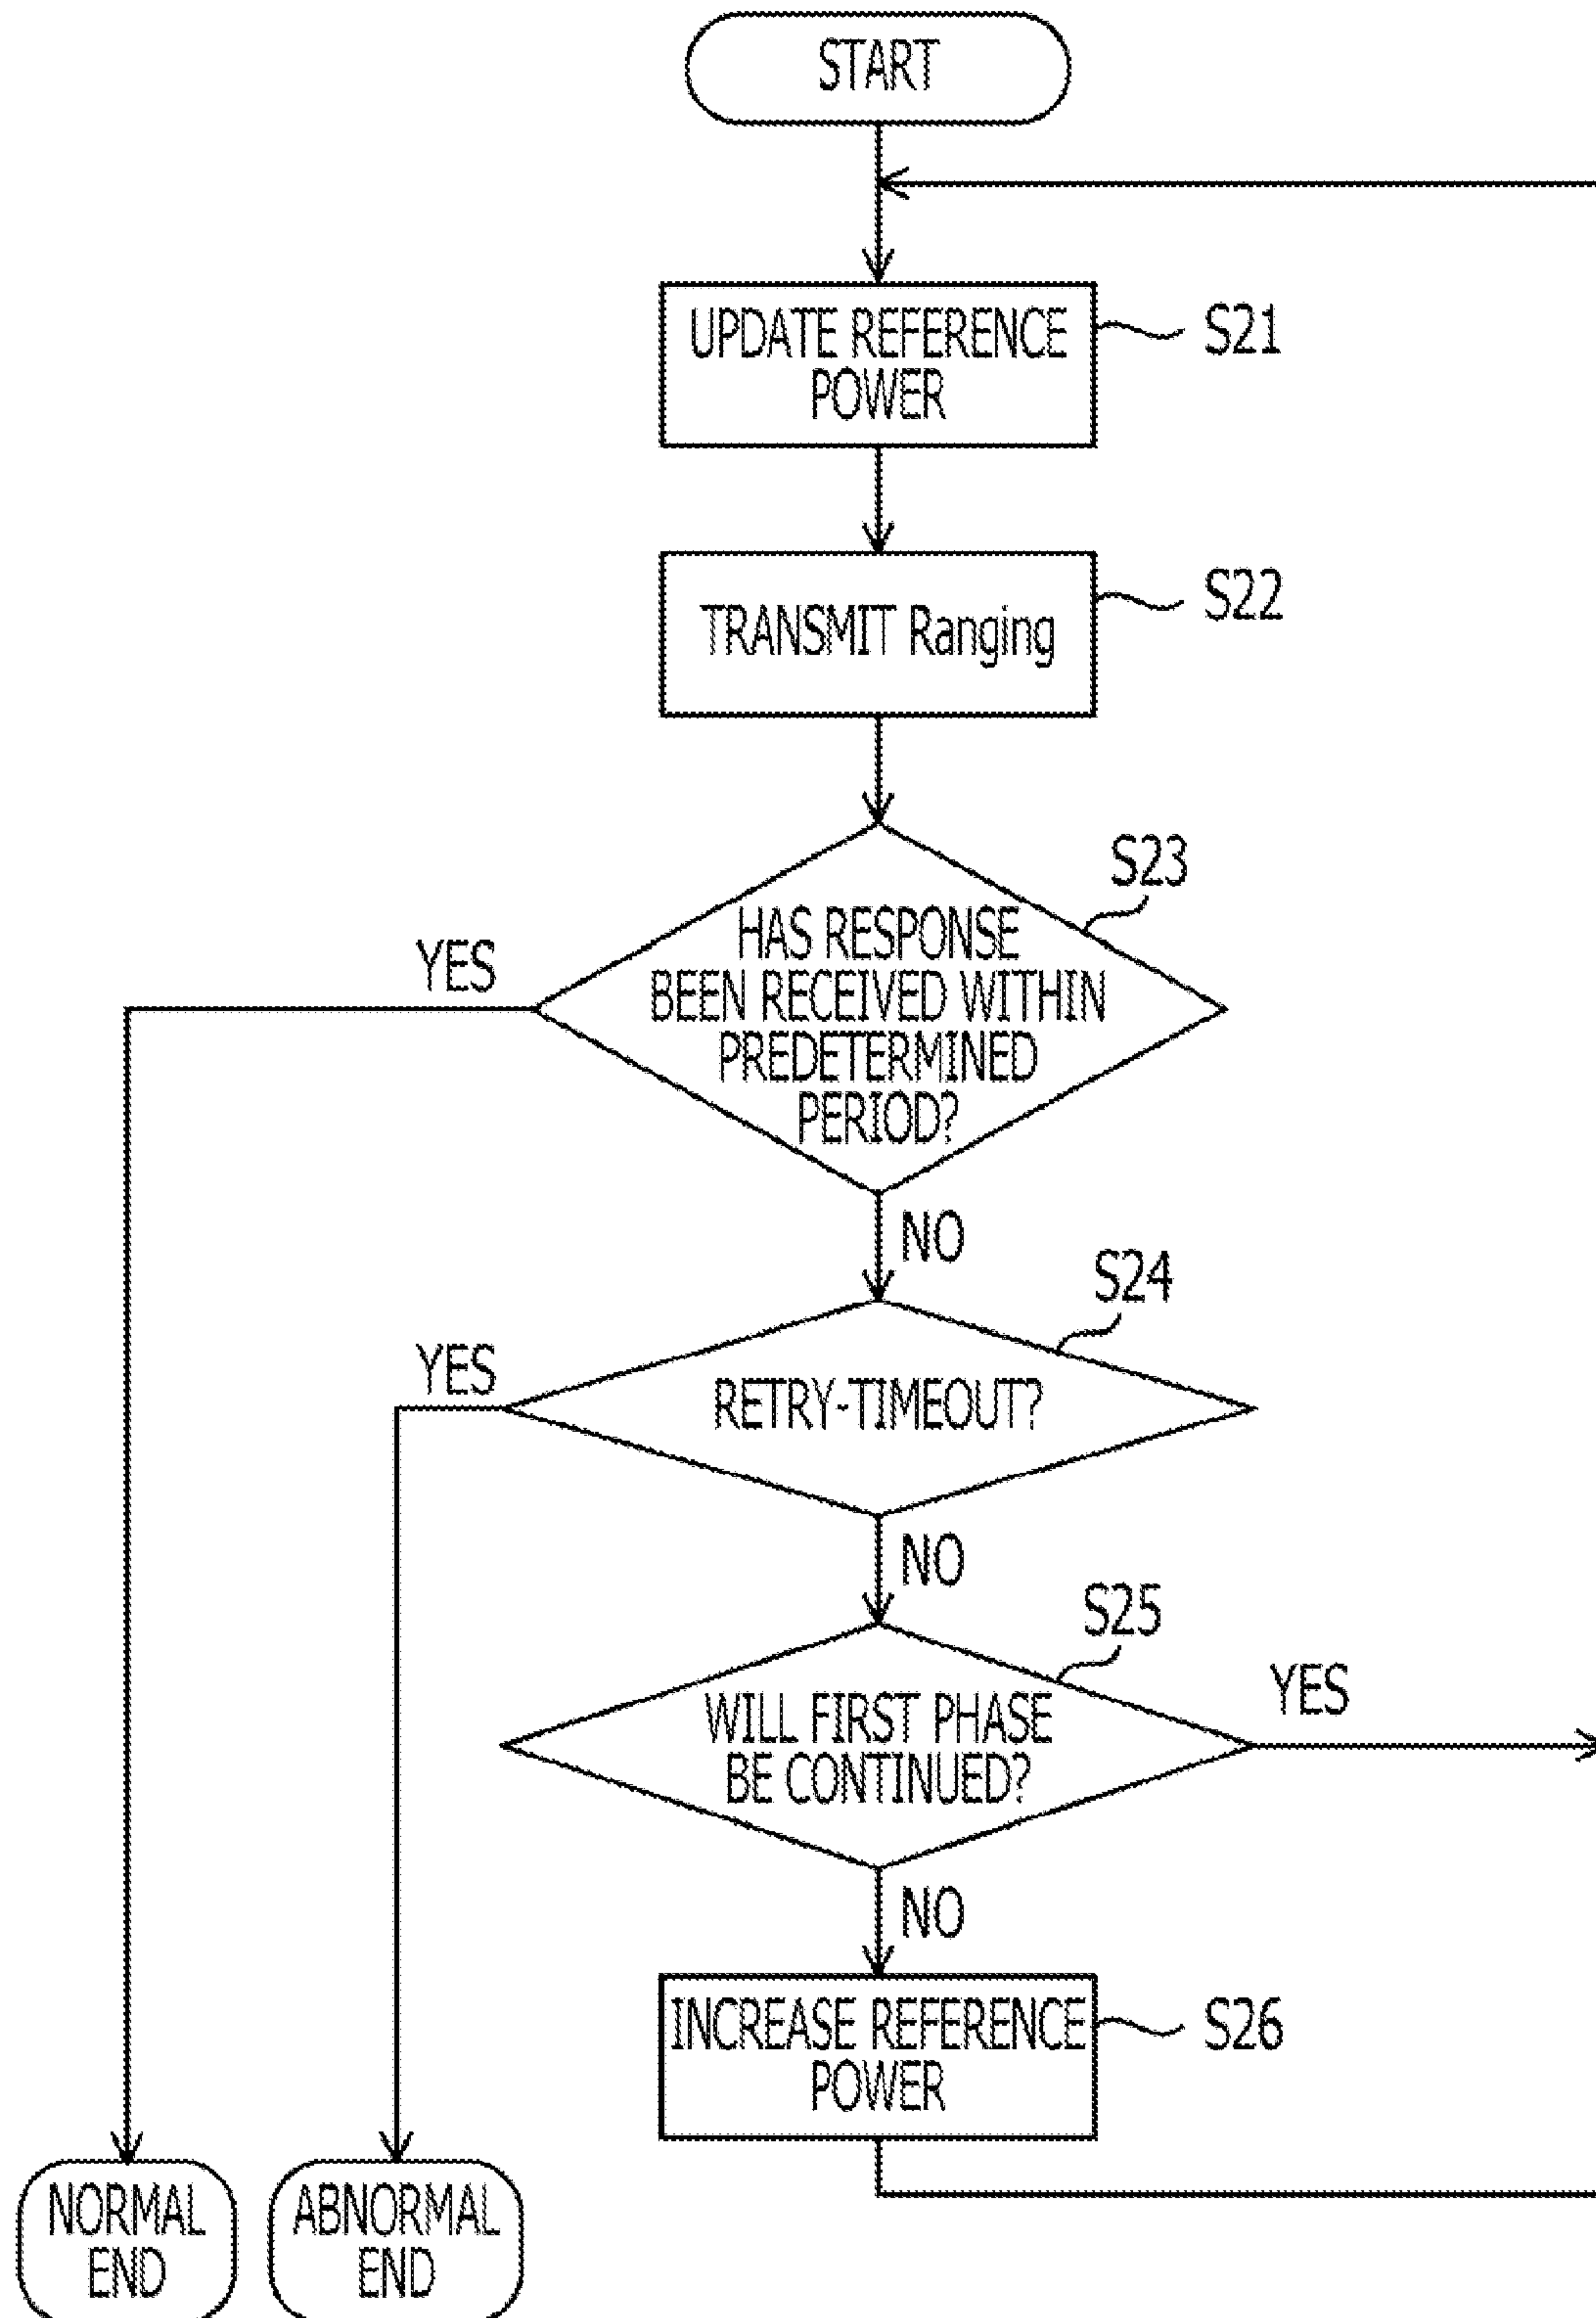 START
UPDATE REFERENCE
POWER
S21
TRANSMIT Ranging
S22
S23
HAS RESPONSE
BEEN RECEIVED WITHIN
PREDETERMINED
PERIOD?
YES
NO
S24
YES
RETRY-TIMEOUT?
NO
S25
WILL FIRST PHASE
BE CONTINUED?
YES
NO
INCREASE REFERENCE
POWER
S26
NORMAL
END
ABNORMAL
END